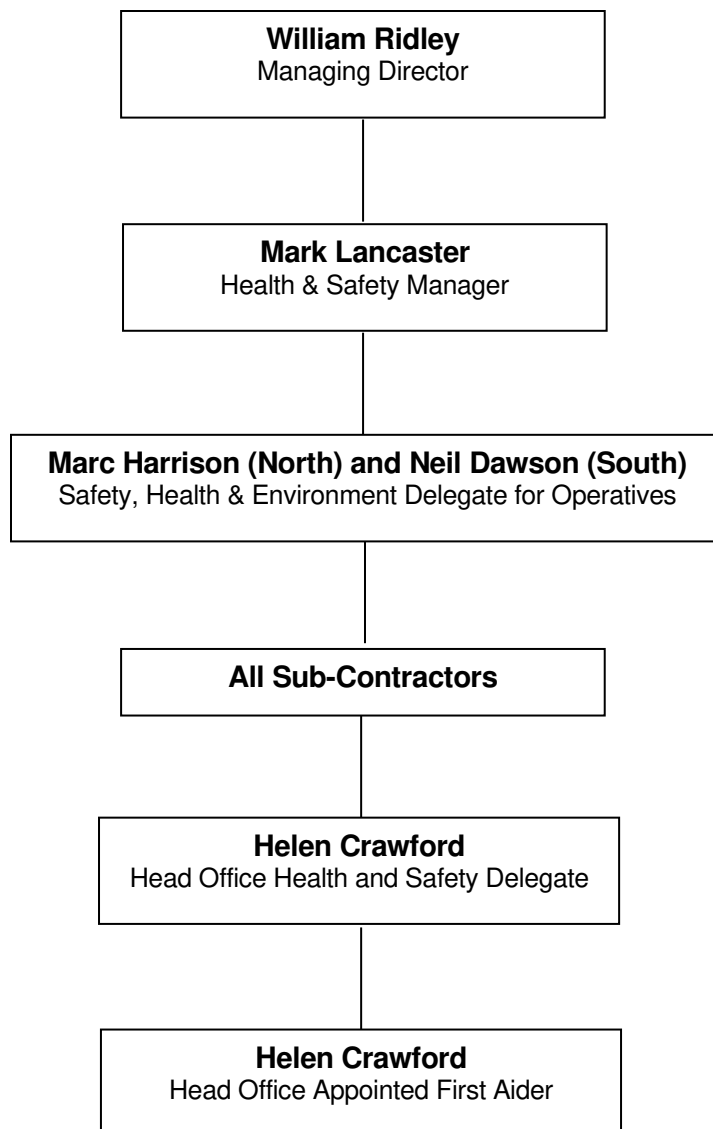 William Ridley
Managing Director
Mark Lancaster
Health & Safety Manager
Marc Harrison (North) and Neil Dawson (South)
Safety, Health & Environment Delegate for Operatives
All Sub-Contractors
Helen Crawford
Head Office Health and Safety Delegate
Helen Crawford
Head Office Appointed First Aider